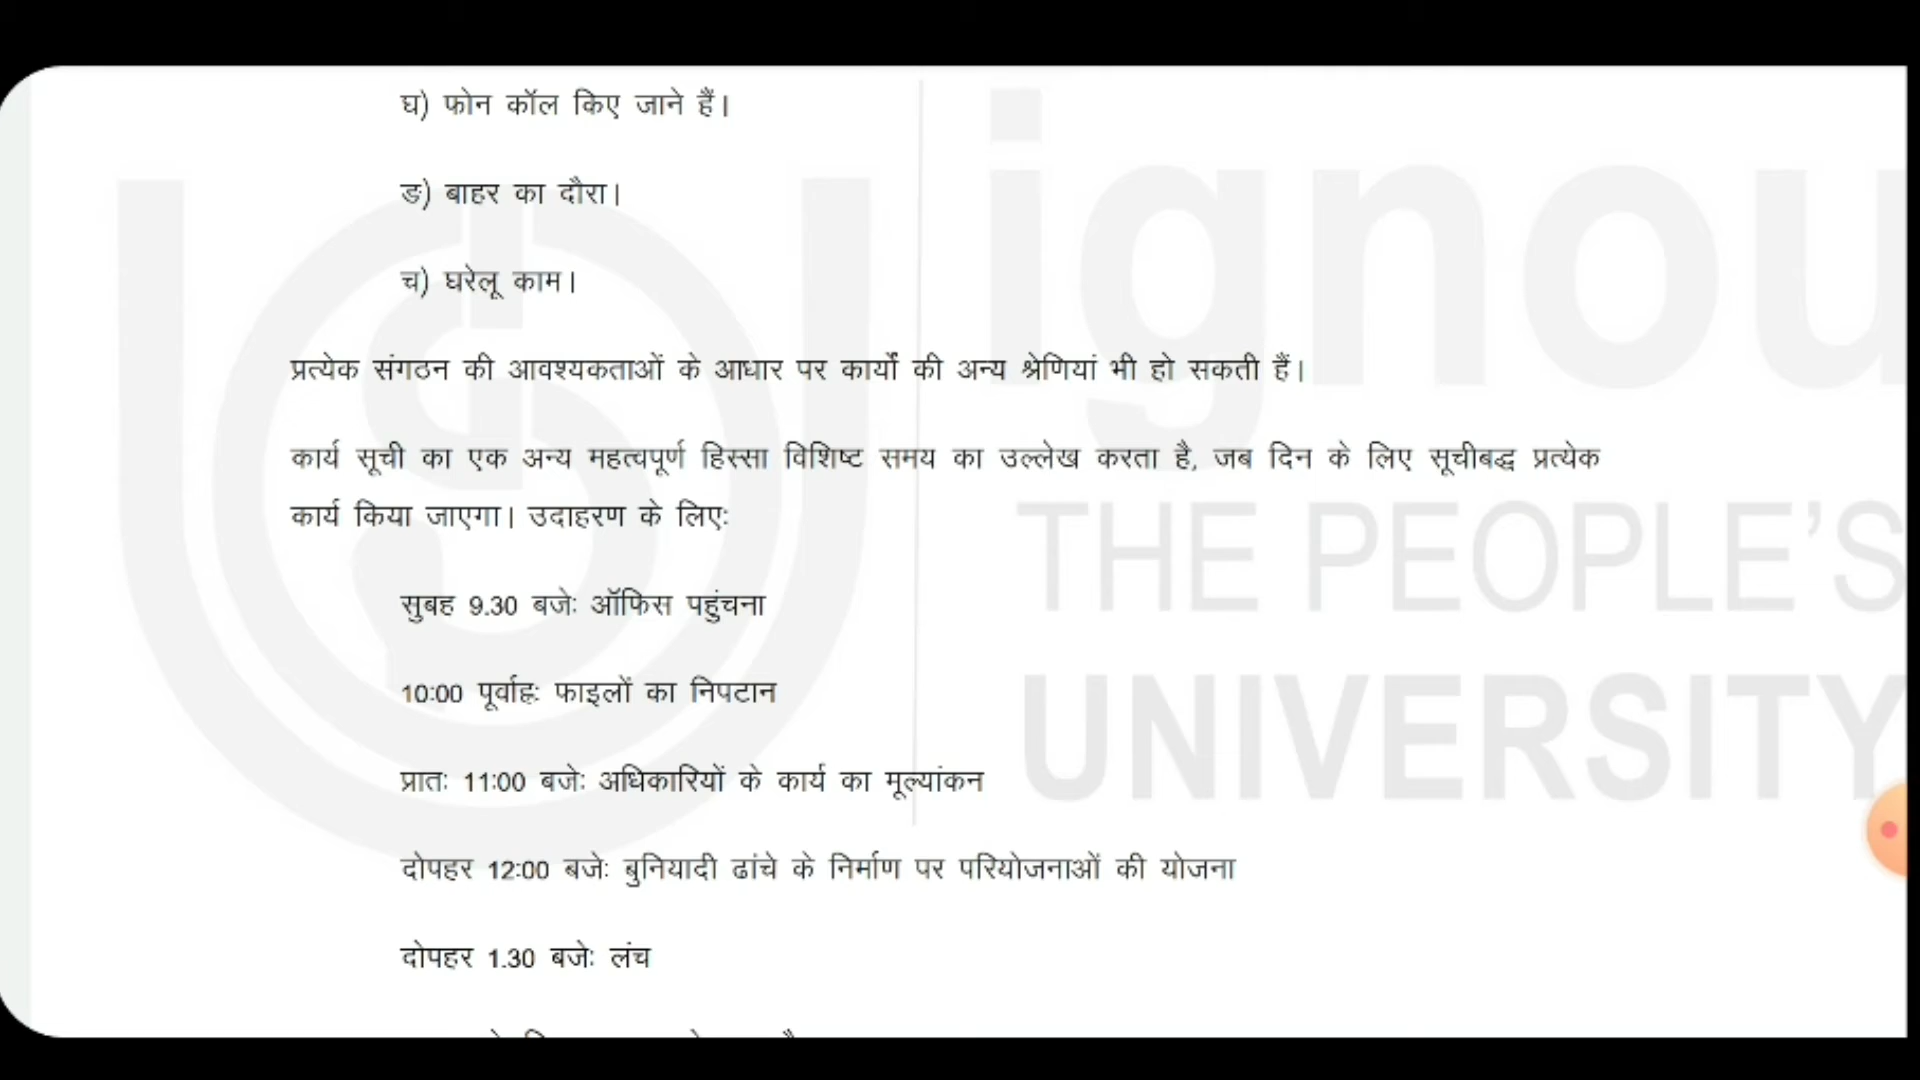 घ) फोन कॉल किए जाने हैं।
ङ) बाहर का दौरा।
च) घरेलू काम।
प्रत्येक संगठन की आवश्यकताओं के आधार पर कार्यों की अन्य श्रेणियां भी हो सकती हैं।
कार्य सूची का एक अन्य महत्वपूर्ण हिस्सा विशिष्ट समय का उल्लेख करता है, जब दिन के लिए सूचीबद्ध प्रत्येक
कार्य किया जाएगा। उदाहरण के लिए:
सुबह 9.30 बजे: ऑफिस पहुंचना
10:00 पूर्वाह्न: फाइलों का निपटान
प्रात: 11:00 बजे: अधिकारियों के कार्य का मूल्यांकन
दोपहर 12:00 बजे: बुनियादी ढांचे के निर्माण पर परियोजनाओं की योजना
दोपहर 1.30 बजे: लंच
ignou
THE PEOPLE'S
UNIVERSITY